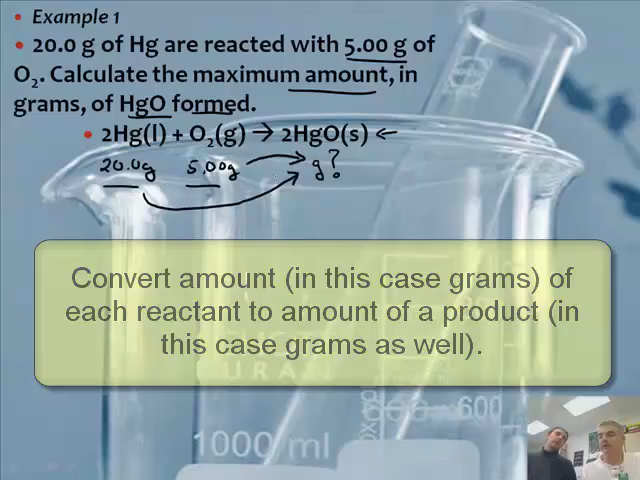 • Example 1
• 20.0 g of Hg are reacted with 5.00 g of
O₂. Calculate the maximum amount, in
grams, of HgO formed.
• 2Hg(l) + O₂(g) → 2HgO(s) ←
20.0g 5.00g g?
Convert amount (in this case grams) of
each reactant to amount of a product (in
this case grams as well).
600
1000 ml